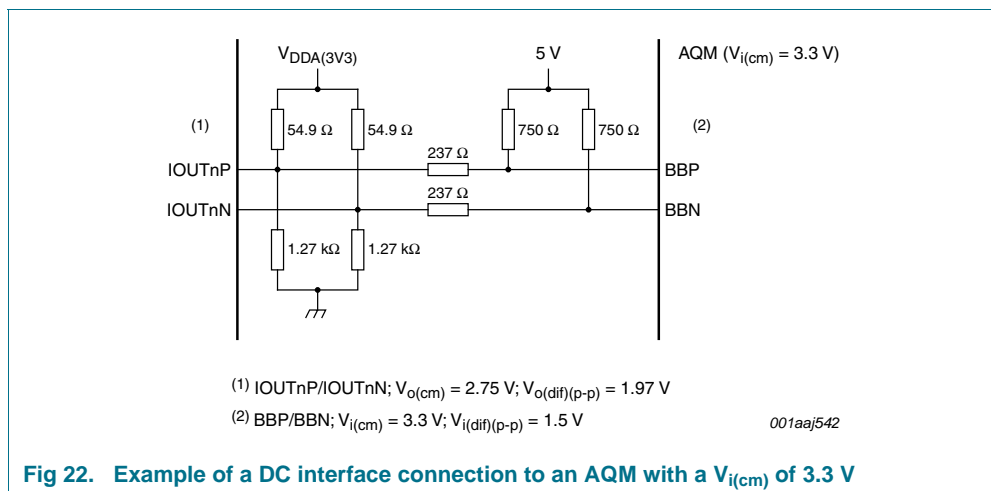 V_DDA(3V3) 5 V AQM (V_i(cm) = 3.3 V)
(1) 54.9 Ω 54.9 Ω 750 Ω 750 Ω (2)
237 Ω
IOUTnP BBP
237 Ω
IOUTnN BBN
1.27 kΩ 1.27 kΩ
(1) IOUTnP/IOUTnN; V_o(cm) = 2.75 V; V_o(dif)(p-p) = 1.97 V
(2) BBP/BBN; V_i(cm) = 3.3 V; V_i(dif)(p-p) = 1.5 V 001aaj542
Fig 22. Example of a DC interface connection to an AQM with a V_i(cm) of 3.3 V